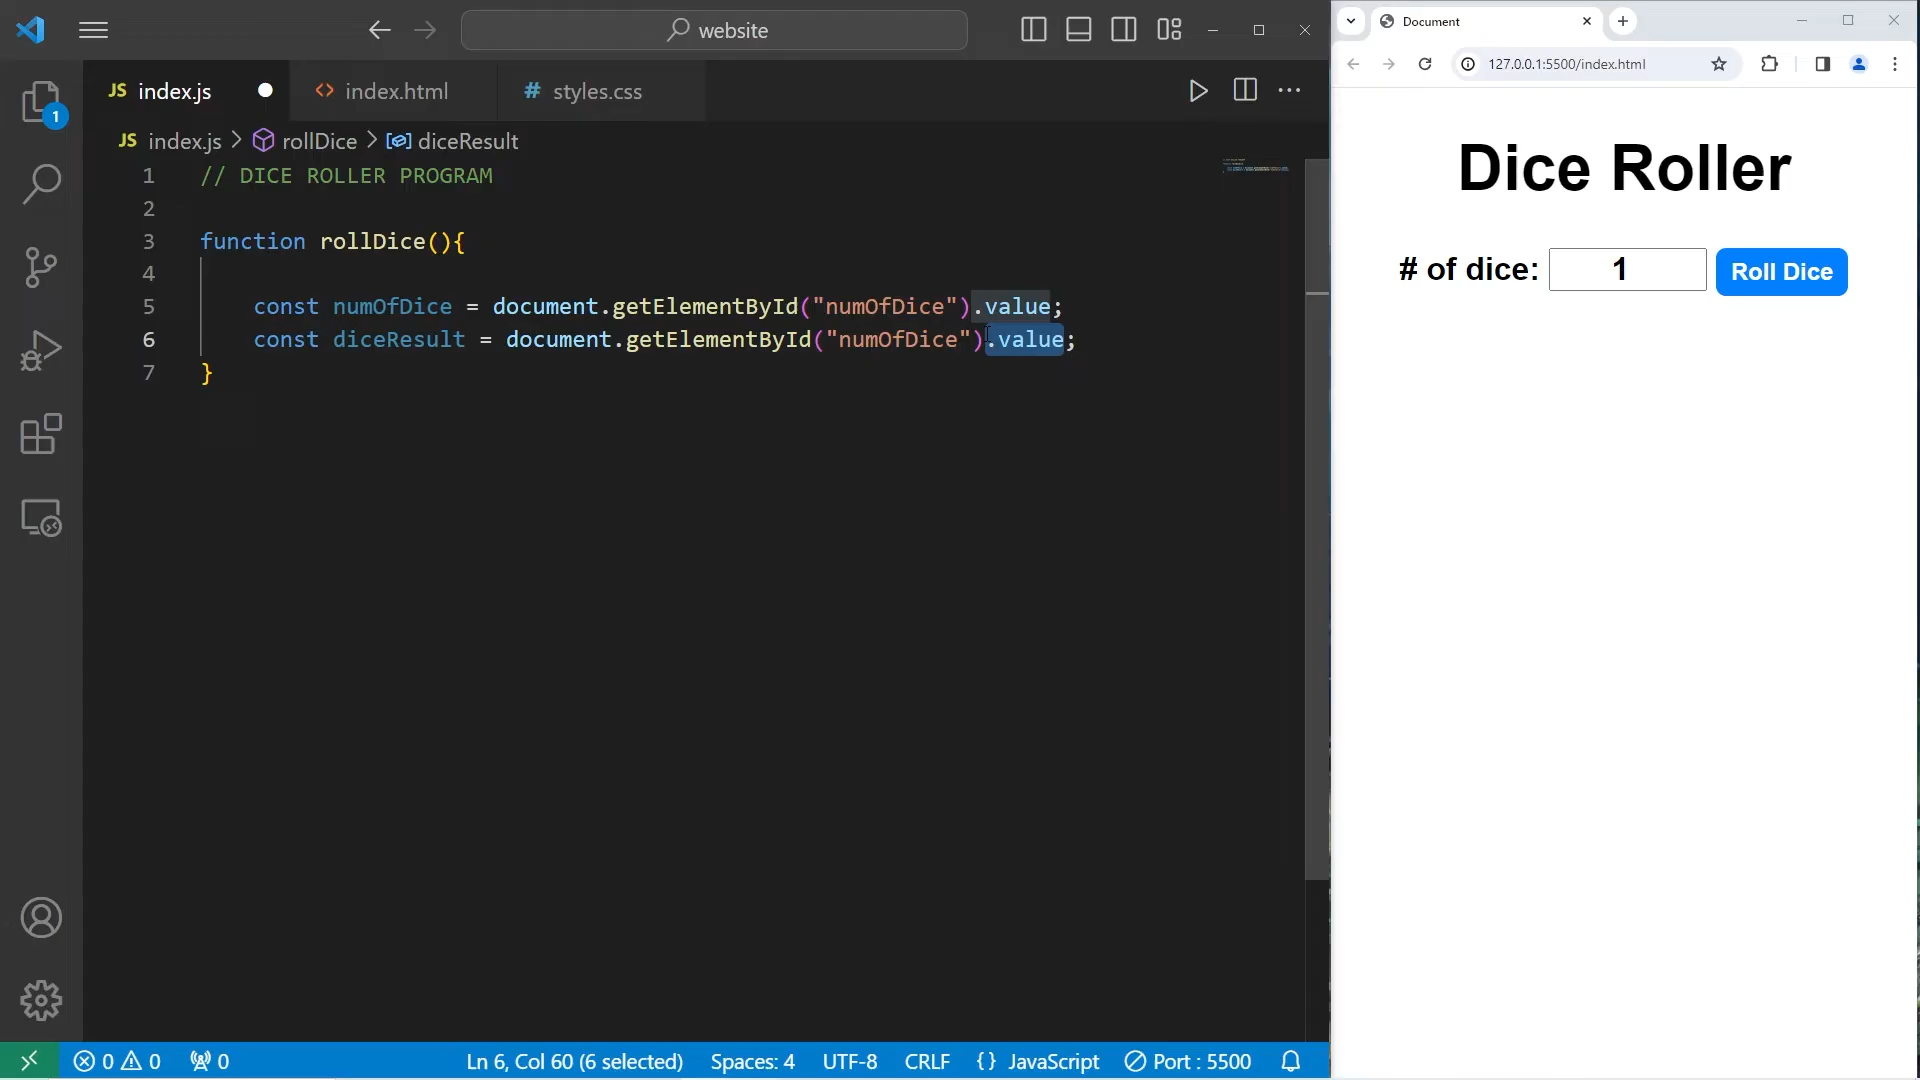 website
JS index.js
index.html
# styles.css
1
JS index.js > rollDice > diceResult
1 // DICE ROLLER PROGRAM
2
3 function rollDice(){
4
5 const numOfDice = document.getElementById("numOfDice").value;
6 const diceResult = document.getElementById("numOfDice").value;
7 }
0 0 0
Ln 6, Col 60 (6 selected) Spaces: 4 UTF-8 CRLF {} JavaScript Port : 5500
Document
127.0.0.1:5500/index.html
Dice Roller
# of dice: 1 Roll Dice